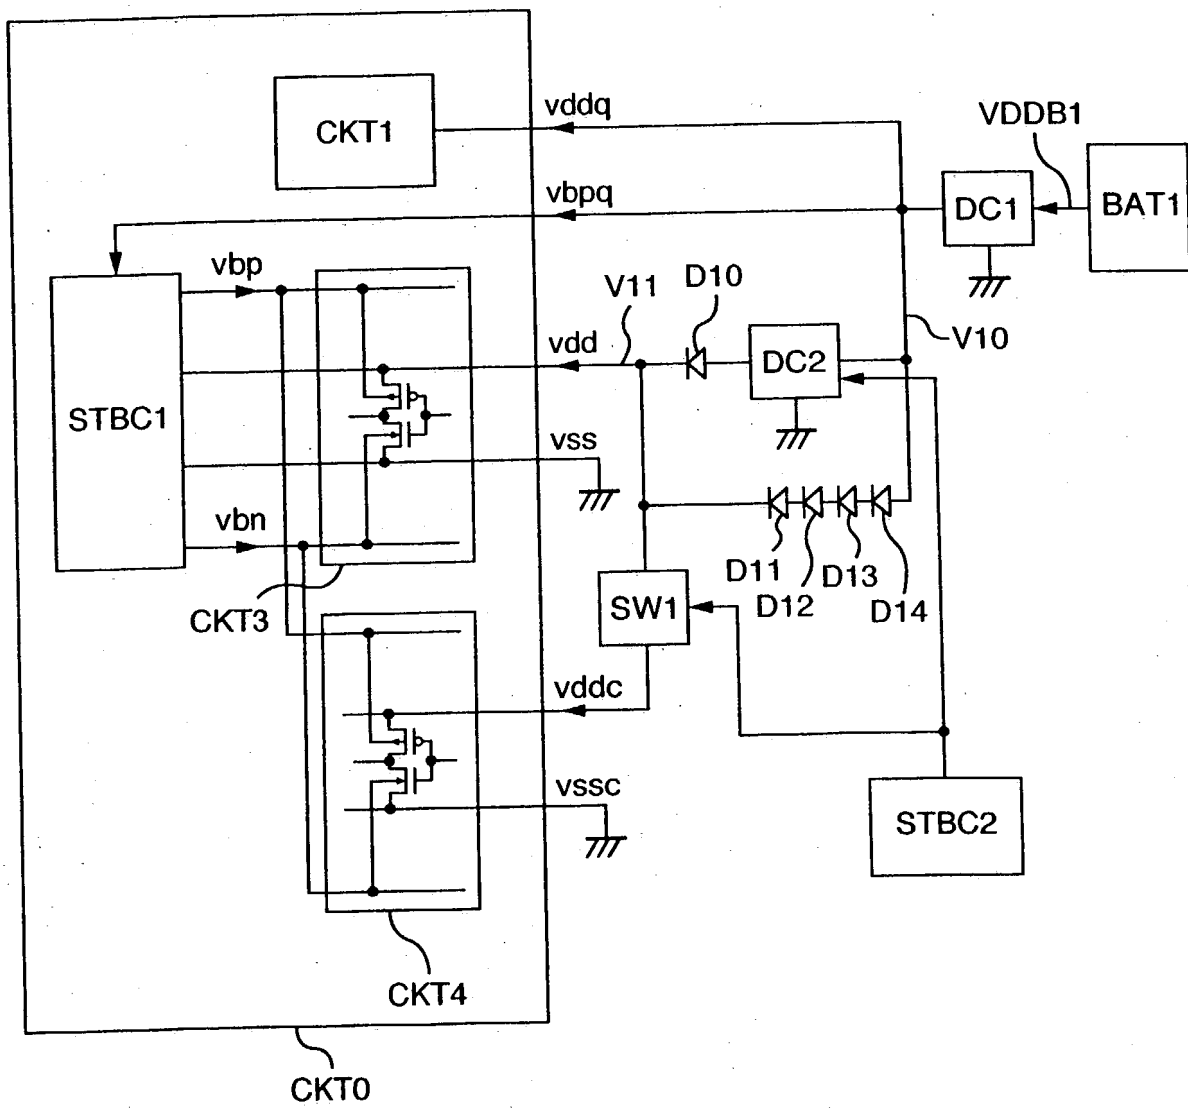 CKT1
vddq
VDDB1
vbpq
DC1
BAT1
vbp
V11
D10
vdd
DC2
V10
STBC1
vss
vbn
D11
D13
D12
D14
CKT3
SW1
vddc
vssc
STBC2
CKT4
CKT0